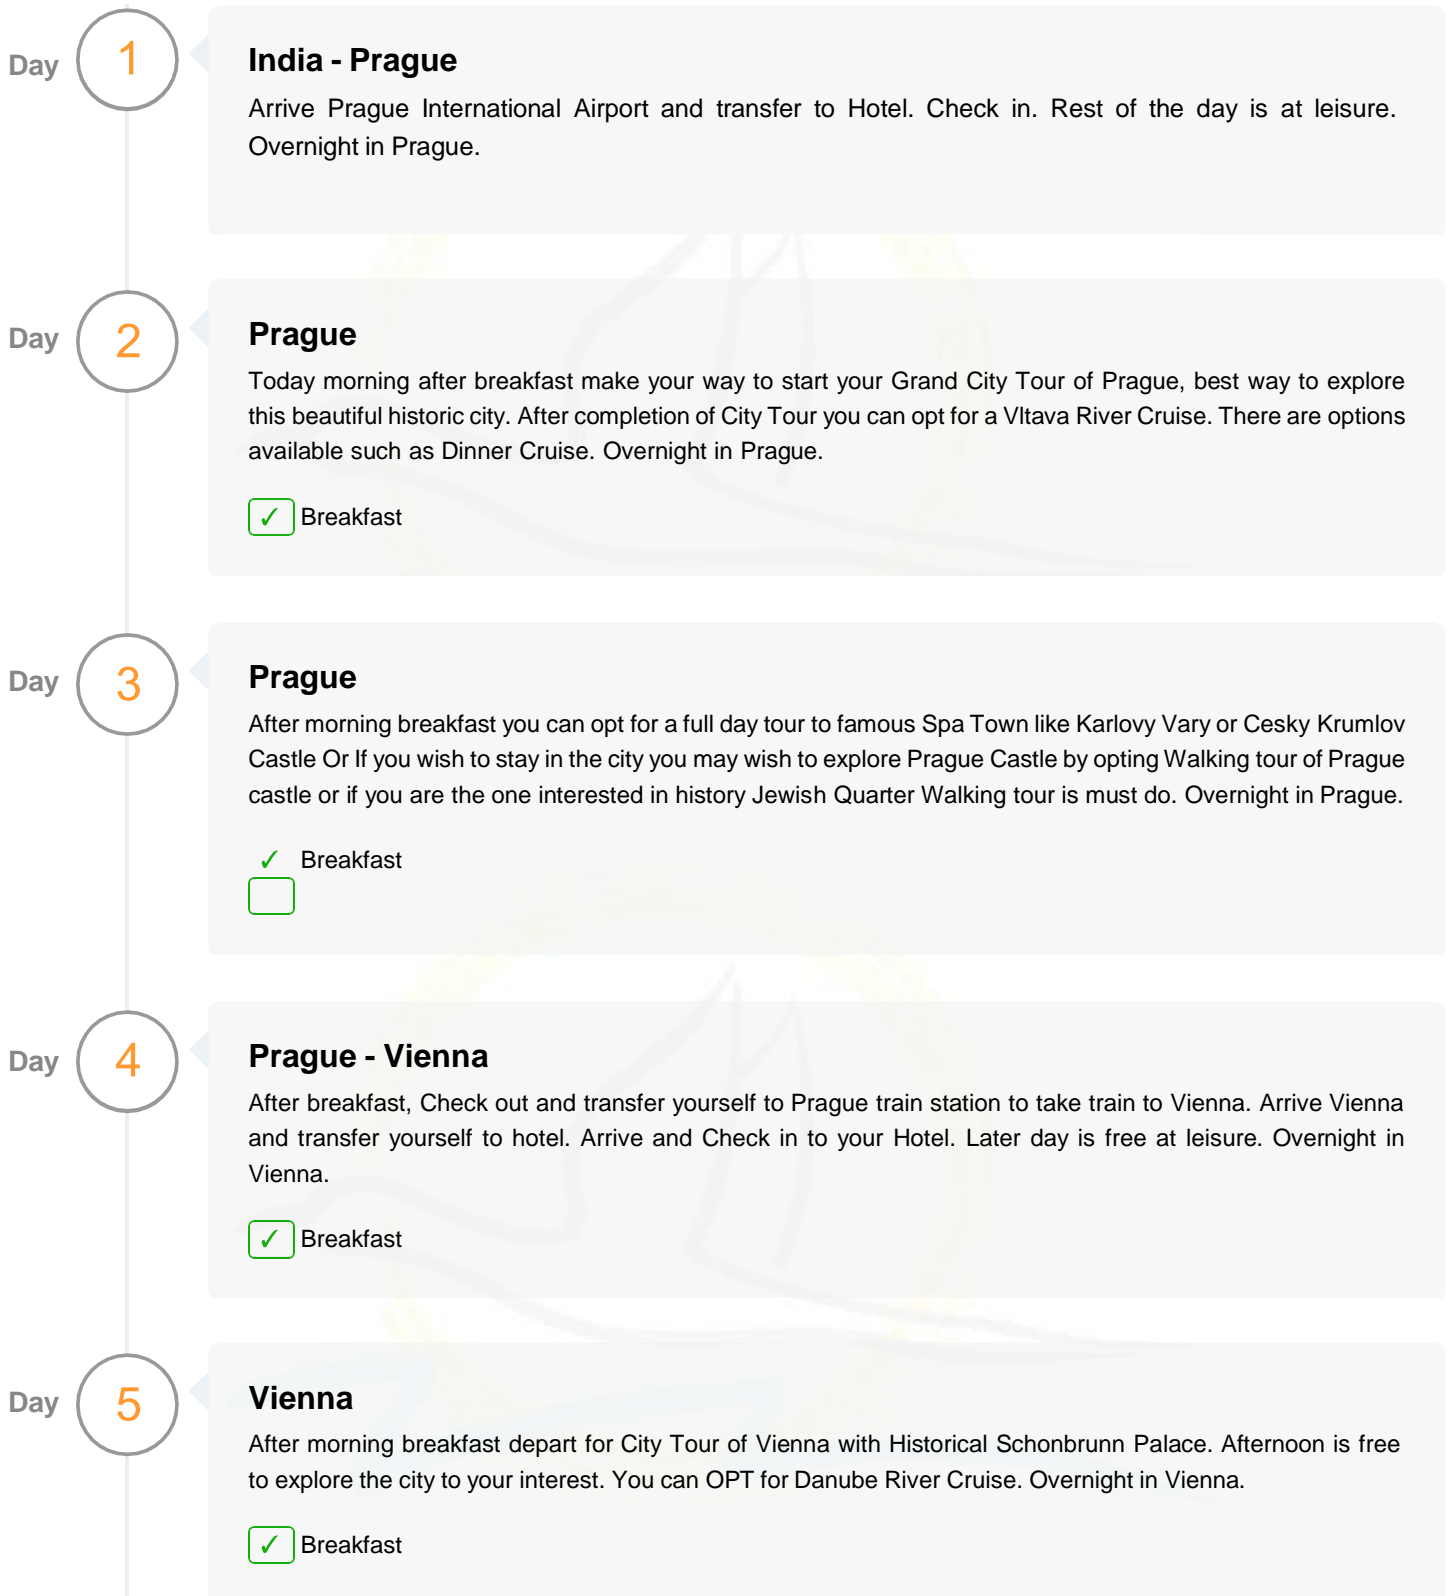 Day 1
India - Prague
Arrive Prague International Airport and transfer to Hotel. Check in. Rest of the day is at leisure.
Overnight in Prague.
Day 2
Prague
Today morning after breakfast make your way to start your Grand City Tour of Prague, best way to explore
this beautiful historic city. After completion of City Tour you can opt for a Vltava River Cruise. There are options
available such as Dinner Cruise. Overnight in Prague.
✓ Breakfast
Day 3
Prague
After morning breakfast you can opt for a full day tour to famous Spa Town like Karlovy Vary or Cesky Krumlov
Castle Or If you wish to stay in the city you may wish to explore Prague Castle by opting Walking tour of Prague
castle or if you are the one interested in history Jewish Quarter Walking tour is must do. Overnight in Prague.
✓ Breakfast
Day 4
Prague - Vienna
After breakfast, Check out and transfer yourself to Prague train station to take train to Vienna. Arrive Vienna
and transfer yourself to hotel. Arrive and Check in to your Hotel. Later day is free at leisure. Overnight in
Vienna.
✓ Breakfast
Day 5
Vienna
After morning breakfast depart for City Tour of Vienna with Historical Schonbrunn Palace. Afternoon is free
to explore the city to your interest. You can OPT for Danube River Cruise. Overnight in Vienna.
✓ Breakfast